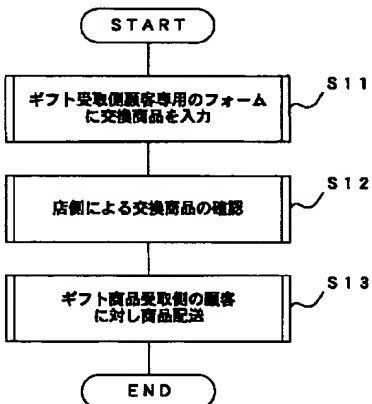 START
ギフト受取側顧客専用のフォーム
に交換商品を入力
S11
店側による交換商品の確認
S12
ギフト商品受取側の顧客
に対し商品配送
S13
END